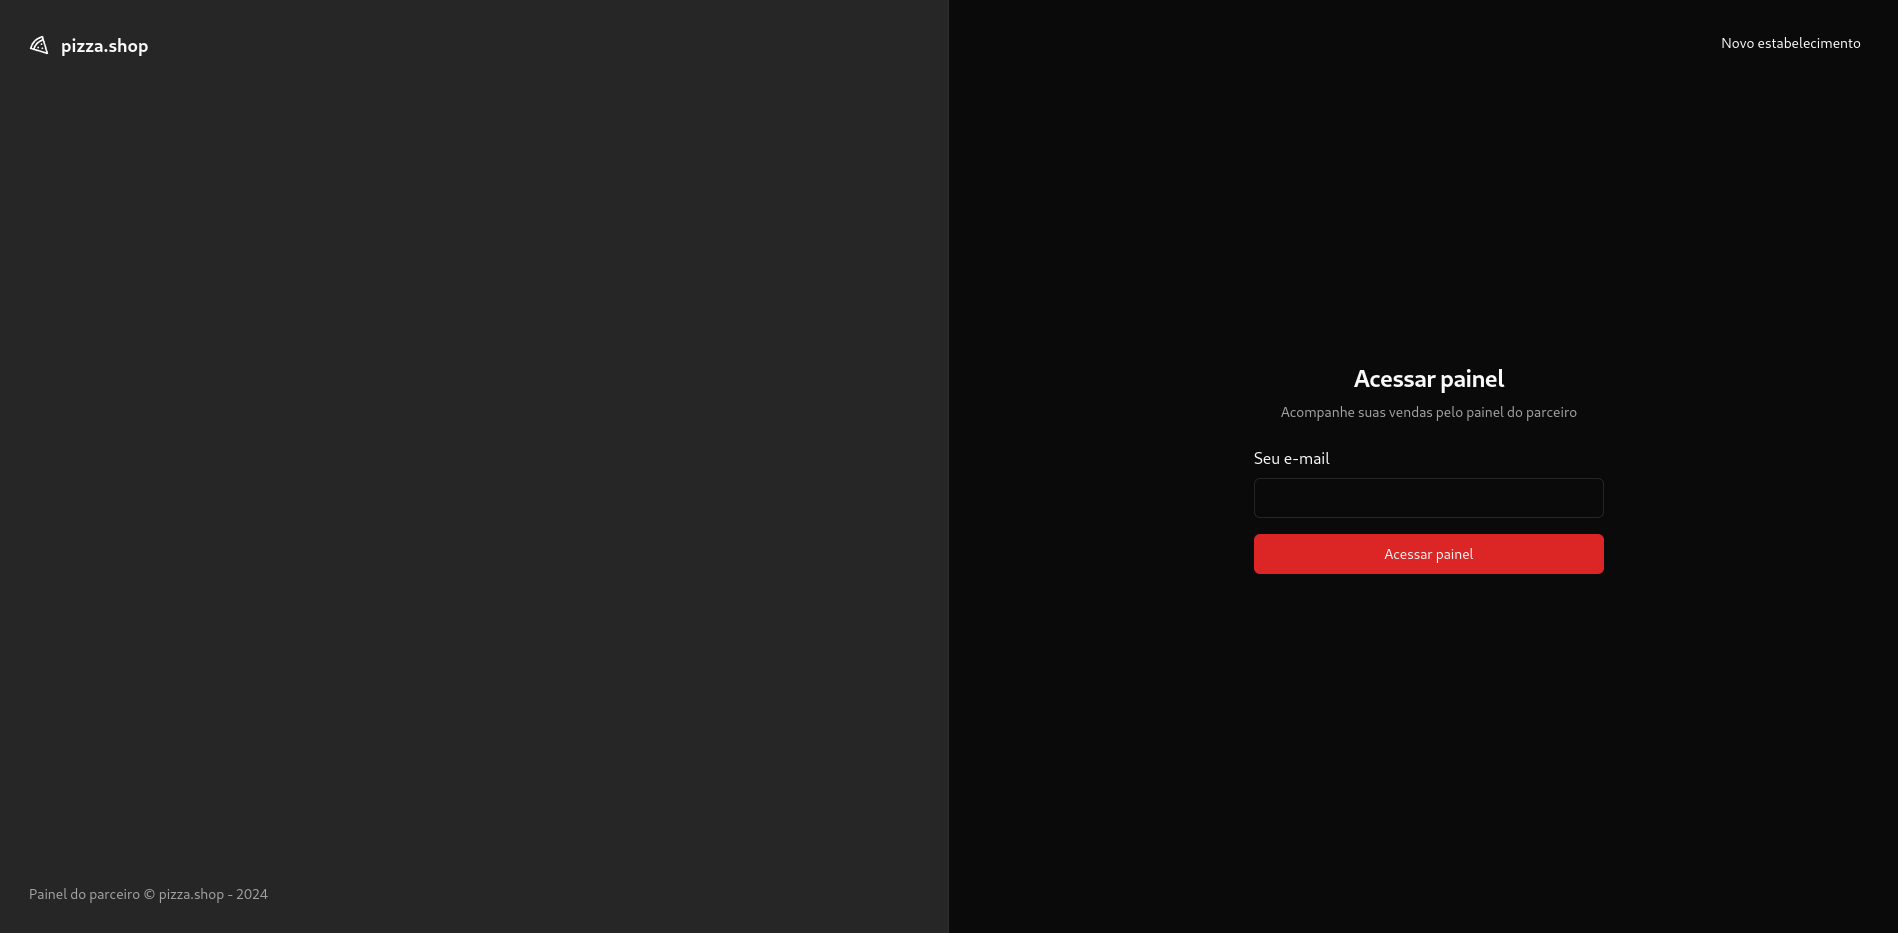 pizza.shop
Novo estabelecimento
Acessar painel
Acompanhe suas vendas pelo painel do parceiro
Seu e-mail
Acessar painel
Painel do parceiro © pizza.shop - 2024